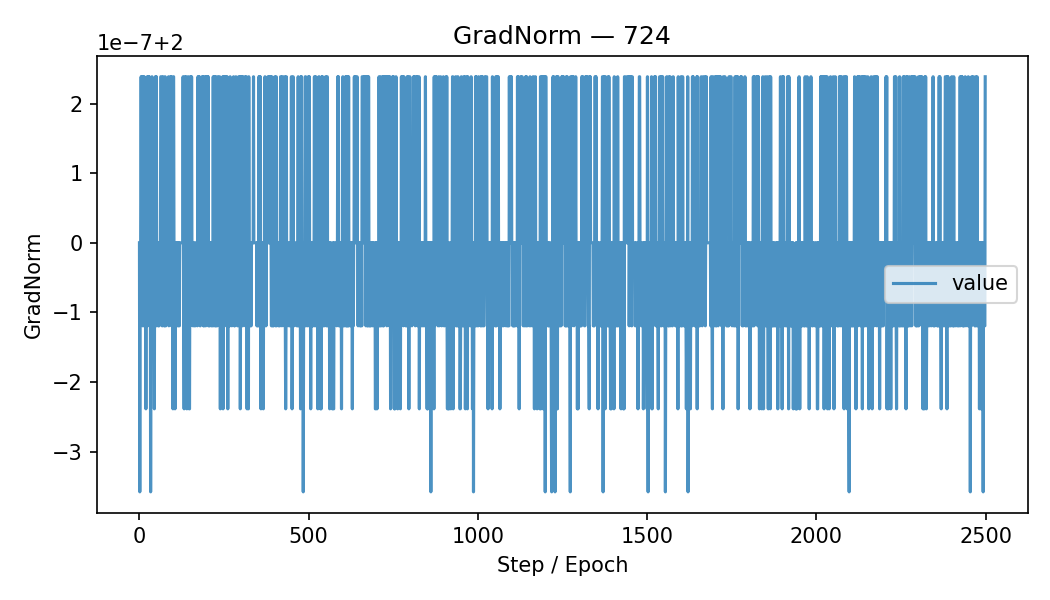 GradNorm — 724
1e−7+2
2
1
0
−1
−2
−3
GradNorm
value
0 500 1000 1500 2000 2500
Step / Epoch